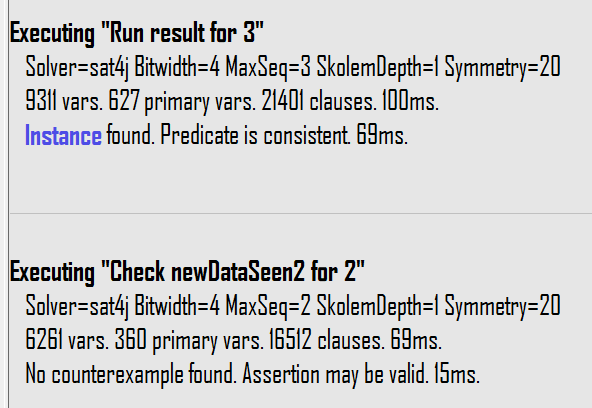 Executing "Run result for 3"
Solver=sat4j Bitwidth=4 MaxSeq=3 SkolemDepth=1 Symmetry=20
9311 vars. 627 primary vars. 21401 clauses. 100ms.
Instance found. Predicate is consistent. 69ms.
Executing "Check newDataSeen2 for 2"
Solver=sat4j Bitwidth=4 MaxSeq=2 SkolemDepth=1 Symmetry=20
6261 vars. 360 primary vars. 16512 clauses. 69ms.
No counterexample found. Assertion may be valid. 15ms.